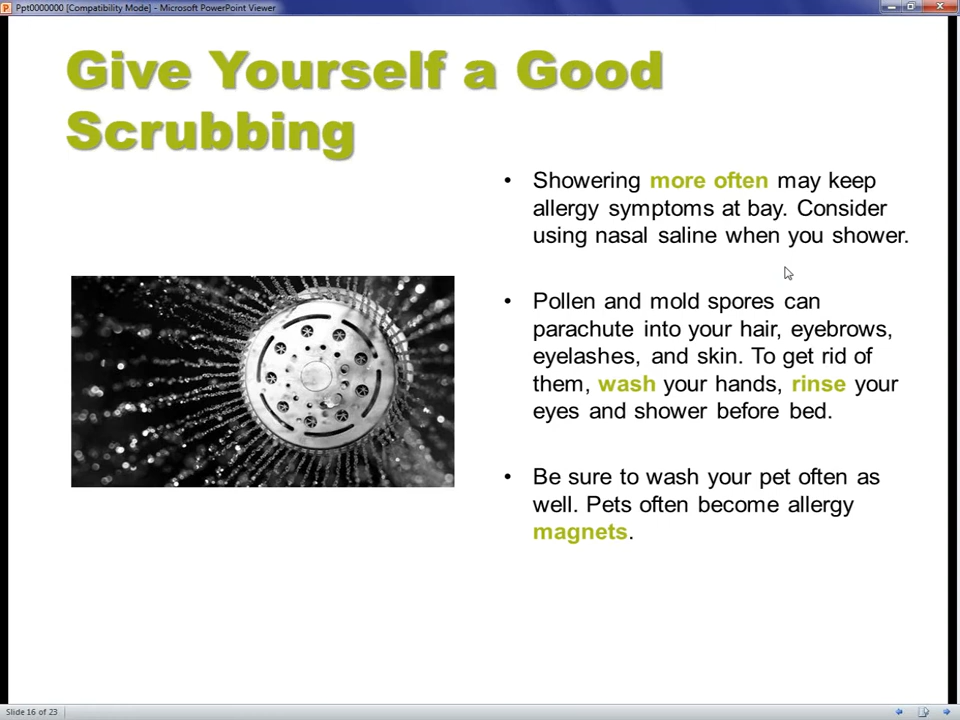 Ppt0000000 [Compatibility Mode] - Microsoft PowerPoint Viewer
Give Yourself a Good
Scrubbing
• Showering more often may keep
allergy symptoms at bay. Consider
using nasal saline when you shower.
• Pollen and mold spores can
parachute into your hair, eyebrows,
eyelashes, and skin. To get rid of
them, wash your hands, rinse your
eyes and shower before bed.
• Be sure to wash your pet often as
well. Pets often become allergy
magnets.
Slide 16 of 23